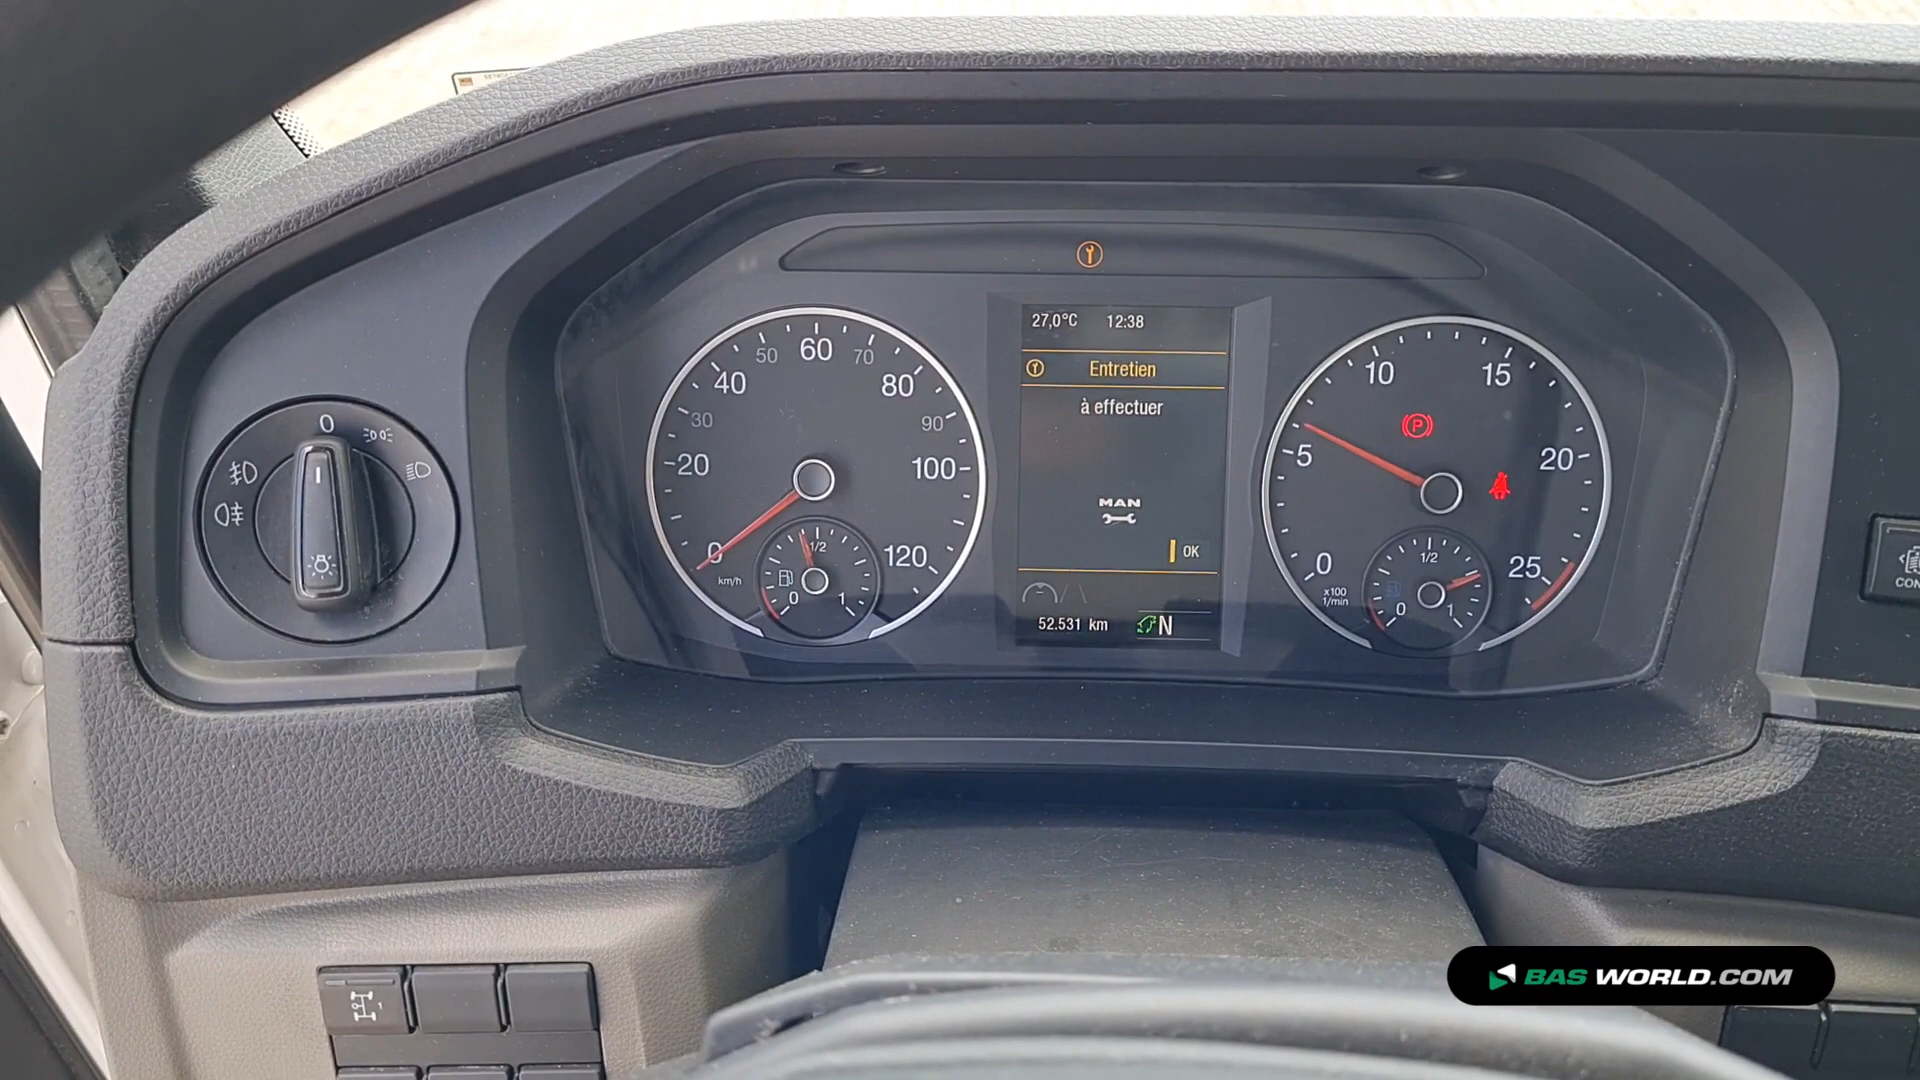 27,0°C 12:38
Entretien
à effectuer
MAN
OK
52.531 km N
0
20
30
40
50
60
70
80
90
100
120
km/h
0 1/2 1
0
5
10
15
20
25
x100
1/min
0 1/2 1
P
0
CON
1
BAS WORLD.COM